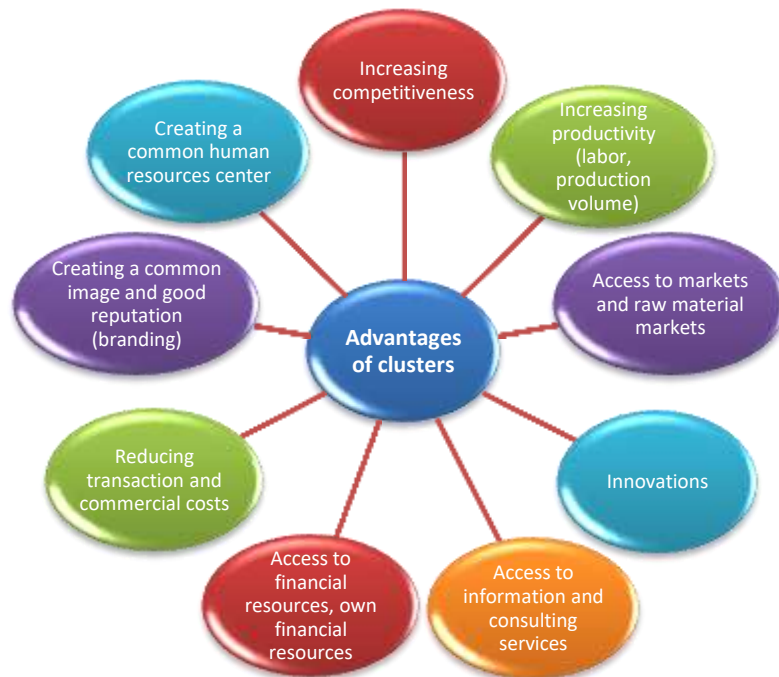 Increasing
competitiveness
Increasing
productivity
(labor,
production
volume)
Access to markets
and raw material
markets
Innovations
Access to
information and
consulting
services
Access to
financial
resources, own
financial
resources
Reducing
transaction and
commercial costs
Creating a common
image and good
reputation
(branding)
Creating a
common human
resources center
Advantages
of clusters